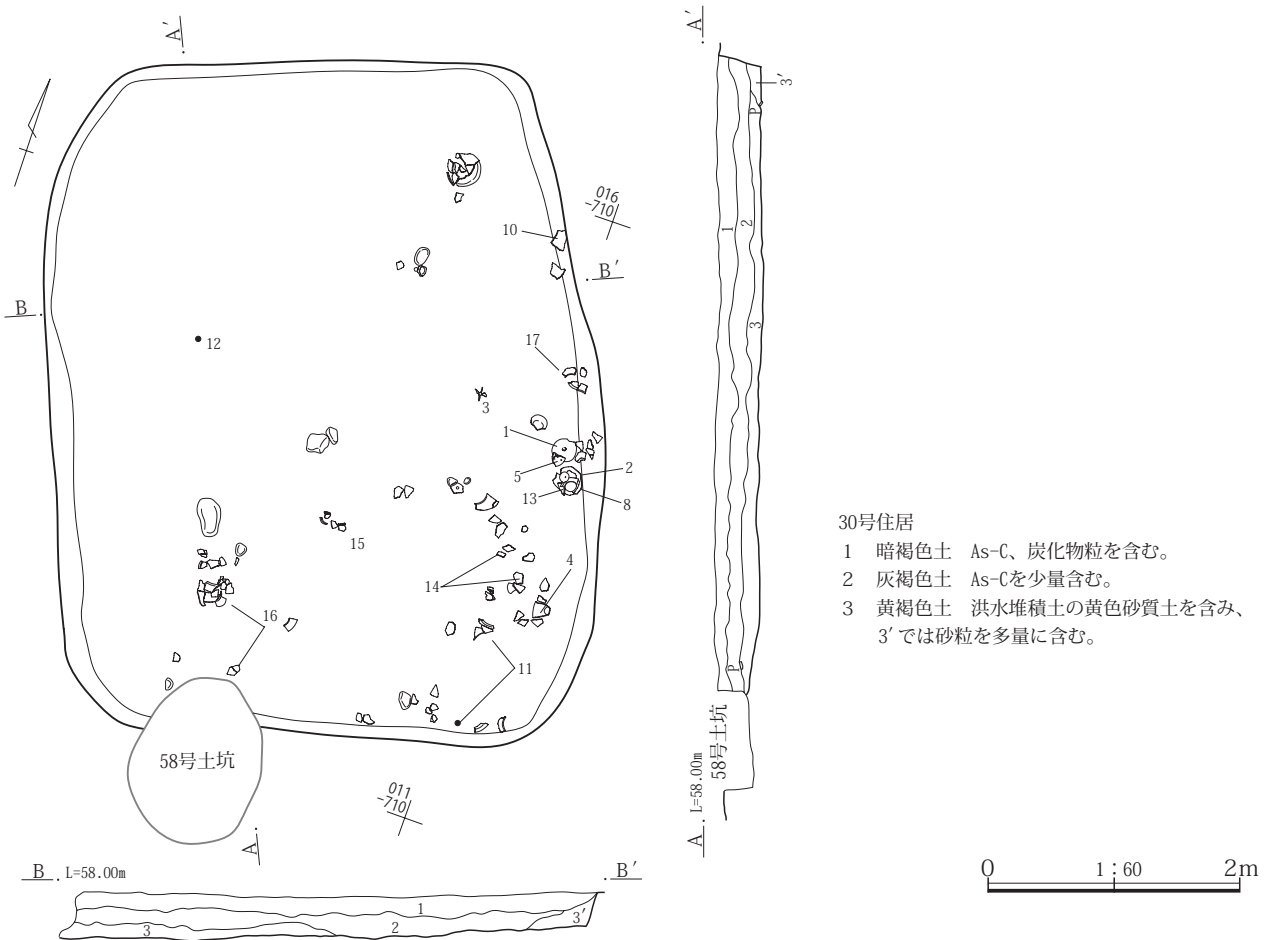 A′
A′
3′
P
016
-710
10
B′
1
2
B
12
17
3
3
1
5
2
13
8
15
4
14
16
11
P
58号土坑
58号土坑
L=58.00m
011
-710
A
A
B
L=58.00m
B′
1
2
3
3′
30号住居
1 暗褐色土 As-C、炭化物粒を含む。
2 灰褐色土 As-Cを少量含む。
3 黄褐色土 洪水堆積土の黄色砂質土を含み、
3′では砂粒を多量に含む。
0 1:60 2m